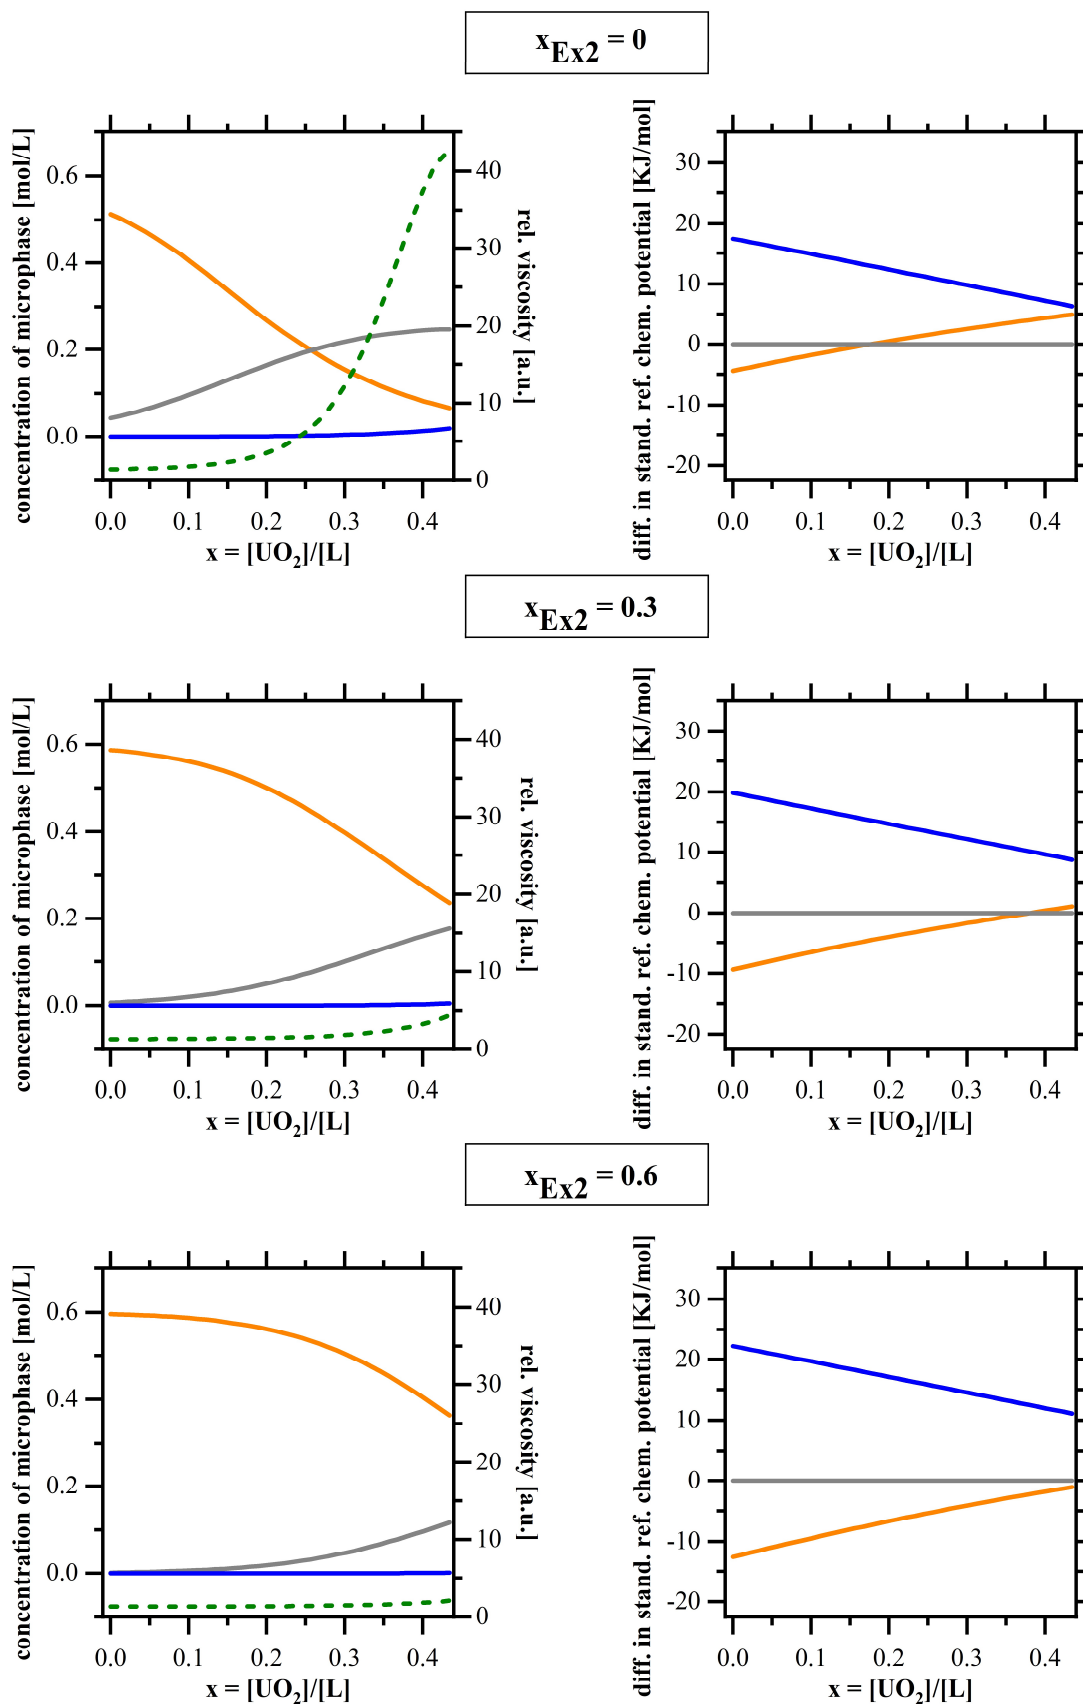 xEx2 = 0
concentration of microphase [mol/L]
0.6
0.4
0.2
0.0
40
30
20
10
0
rel. viscosity [a.u.]
0.0 0.1 0.2 0.3 0.4
x = [UO2]/[L]
diff. in stand. ref. chem. potential [KJ/mol]
30
20
10
0
-10
-20
0.0 0.1 0.2 0.3 0.4
x = [UO2]/[L]
xEx2 = 0.3
concentration of microphase [mol/L]
0.6
0.4
0.2
0.0
40
30
20
10
0
rel. viscosity [a.u.]
0.0 0.1 0.2 0.3 0.4
x = [UO2]/[L]
diff. in stand. ref. chem. potential [KJ/mol]
30
20
10
0
-10
-20
0.0 0.1 0.2 0.3 0.4
x = [UO2]/[L]
xEx2 = 0.6
concentration of microphase [mol/L]
0.6
0.4
0.2
0.0
40
30
20
10
0
rel. viscosity [a.u.]
0.0 0.1 0.2 0.3 0.4
x = [UO2]/[L]
diff. in stand. ref. chem. potential [KJ/mol]
30
20
10
0
-10
-20
0.0 0.1 0.2 0.3 0.4
x = [UO2]/[L]